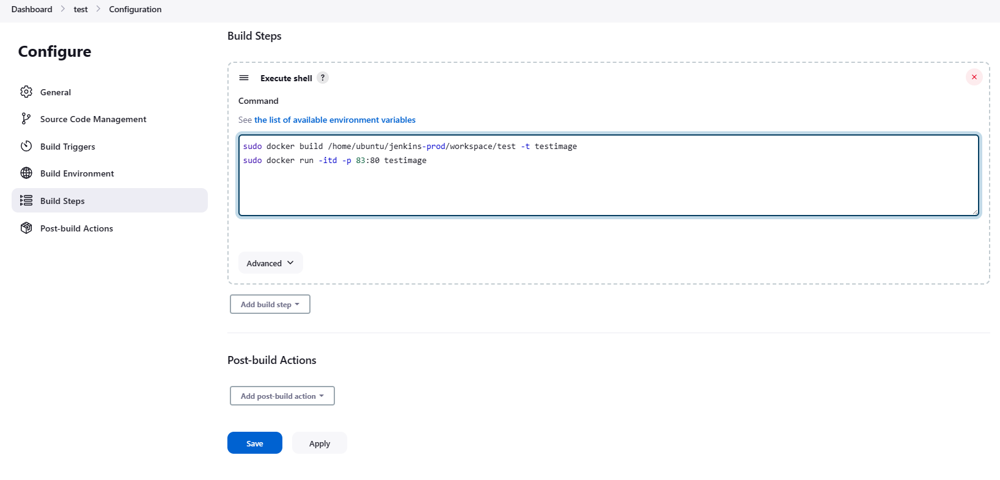 Dashboard > test > Configuration
Configure
General
Source Code Management
Build Triggers
Build Environment
Build Steps
Post-build Actions
Build Steps
Execute shell ?
Command
See the list of available environment variables
sudo docker build /home/ubuntu/jenkins-prod/workspace/test -t testimage
sudo docker run -itd -p 83:80 testimage
Advanced
Add build step
Post-build Actions
Add post-build action
Save Apply